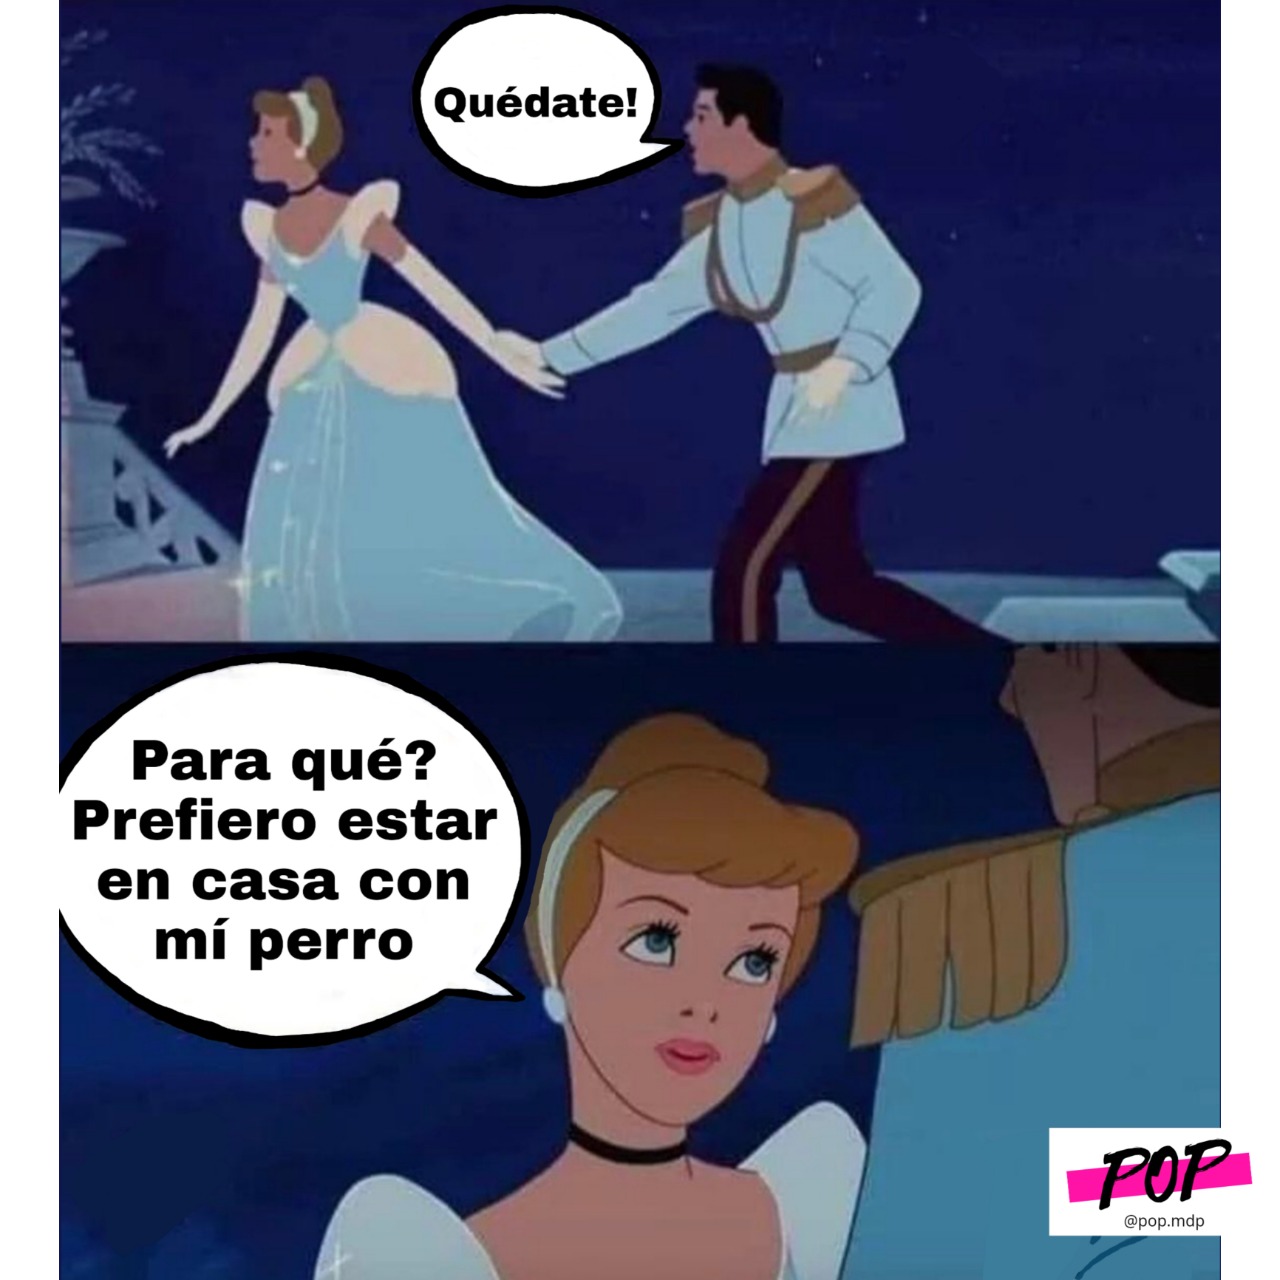 Quédate!
Para qué?
Prefiero estar
en casa con
mí perro
POP
@pop.mdp